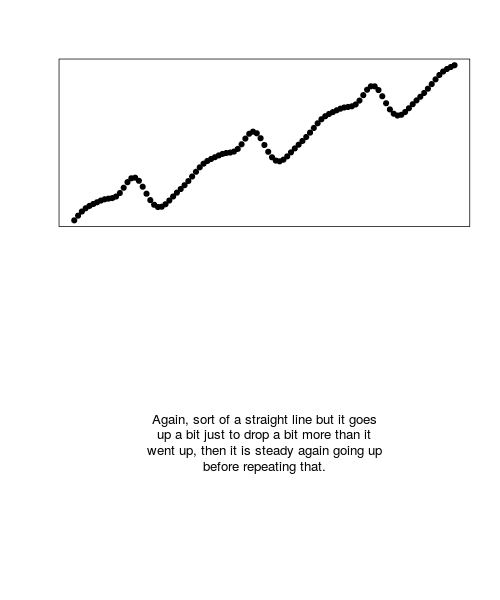 Again, sort of a straight line but it goes
up a bit just to drop a bit more than it
went up, then it is steady again going up
before repeating that.